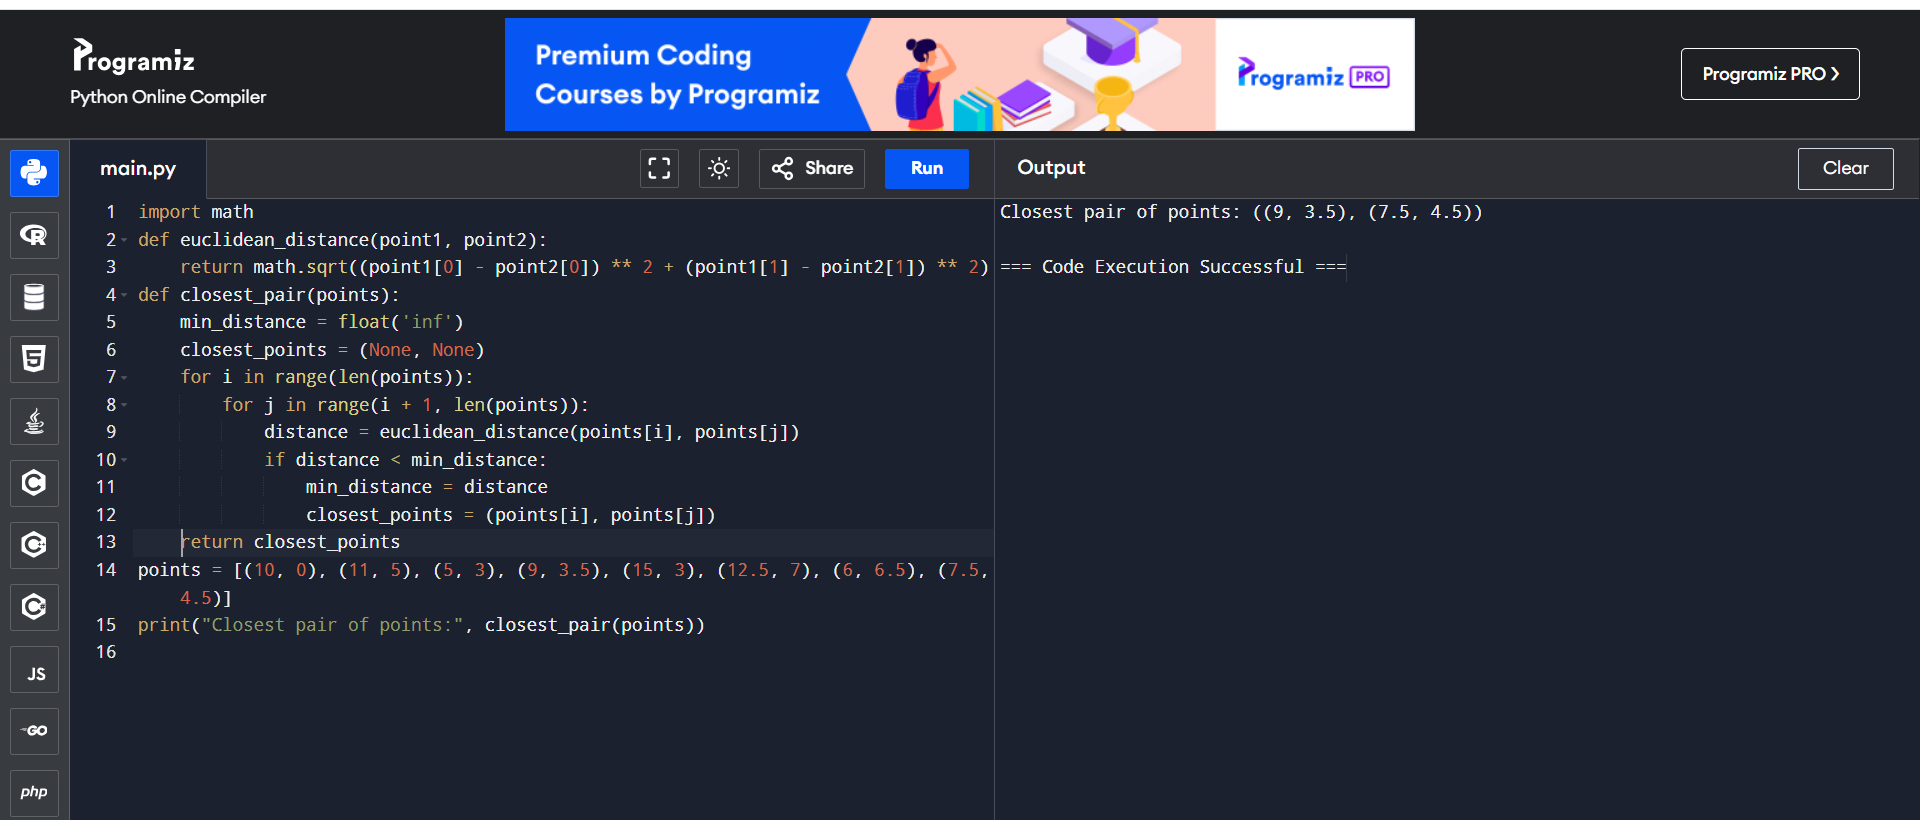 Programiz
Python Online Compiler
Premium Coding
Courses by Programiz
Programiz PRO
Programiz PRO ❯
main.py
Share
Run
Output
Clear
1 import math
2 def euclidean_distance(point1, point2):
3     return math.sqrt((point1[0] - point2[0]) ** 2 + (point1[1] - point2[1]) ** 2)
4 def closest_pair(points):
5     min_distance = float('inf')
6     closest_points = (None, None)
7     for i in range(len(points)):
8         for j in range(i + 1, len(points)):
9             distance = euclidean_distance(points[i], points[j])
10             if distance < min_distance:
11                 min_distance = distance
12                 closest_points = (points[i], points[j])
13     return closest_points
14 points = [(10, 0), (11, 5), (5, 3), (9, 3.5), (15, 3), (12.5, 7), (6, 6.5), (7.5,
4.5)]
15 print("Closest pair of points:", closest_pair(points))
16
Closest pair of points: ((9, 3.5), (7.5, 4.5))
=== Code Execution Successful ===
R
5
C
C++
C#
JS
GO
php